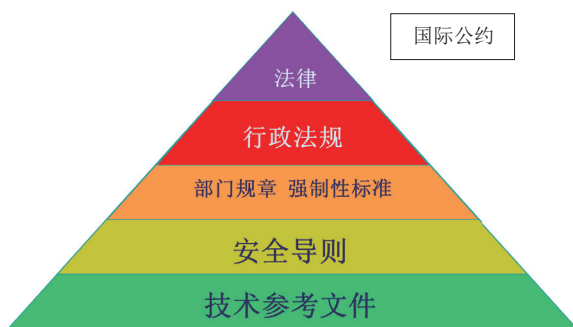 国际公约
法律
行政法规
部门规章 强制性标准
安全导则
技术参考文件